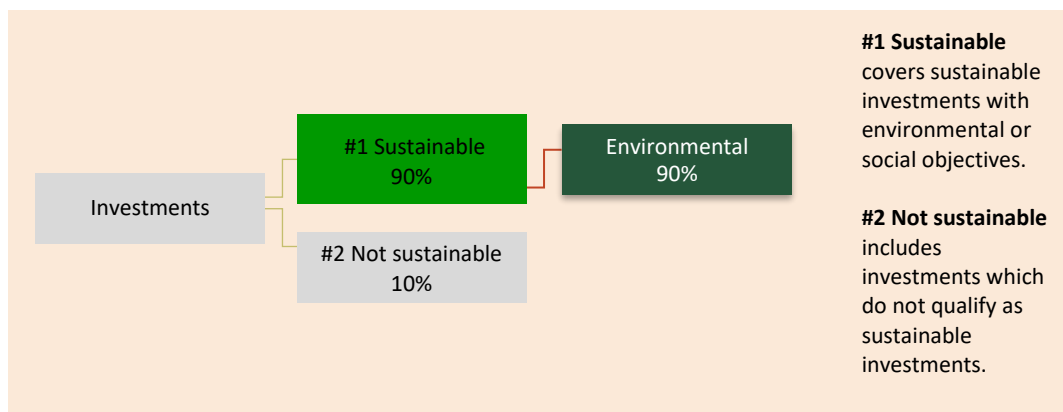 Investments
#1 Sustainable
90%
Environmental
90%
#2 Not sustainable
10%
#1 Sustainable
covers sustainable
investments with
environmental or
social objectives.
#2 Not sustainable
includes
investments which
do not qualify as
sustainable
investments.